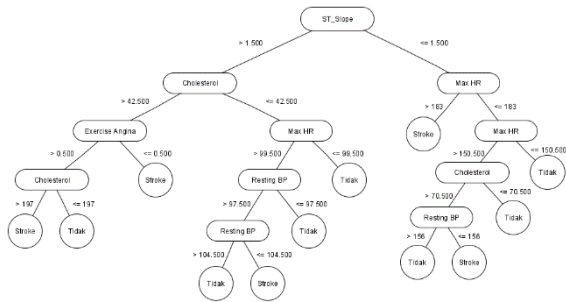 ST_Slope
> 1.500 <= 1.500
Cholesterol Max HR
> 42.500 <= 42.500 > 183 <= 183
Exercise Angina Max HR Stroke Max HR
> 0.500 <= 0.500 > 99.500 <= 99.500 > 150.500 <= 150.500
Cholesterol Stroke Resting BP Tidak Cholesterol Tidak
> 197 <= 197 > 97.500 <= 97.500 > 70.500 <= 70.500
Stroke Tidak Resting BP Tidak Resting BP Tidak
> 104.500 <= 104.500 > 156 <= 156
Tidak Stroke Tidak Stroke